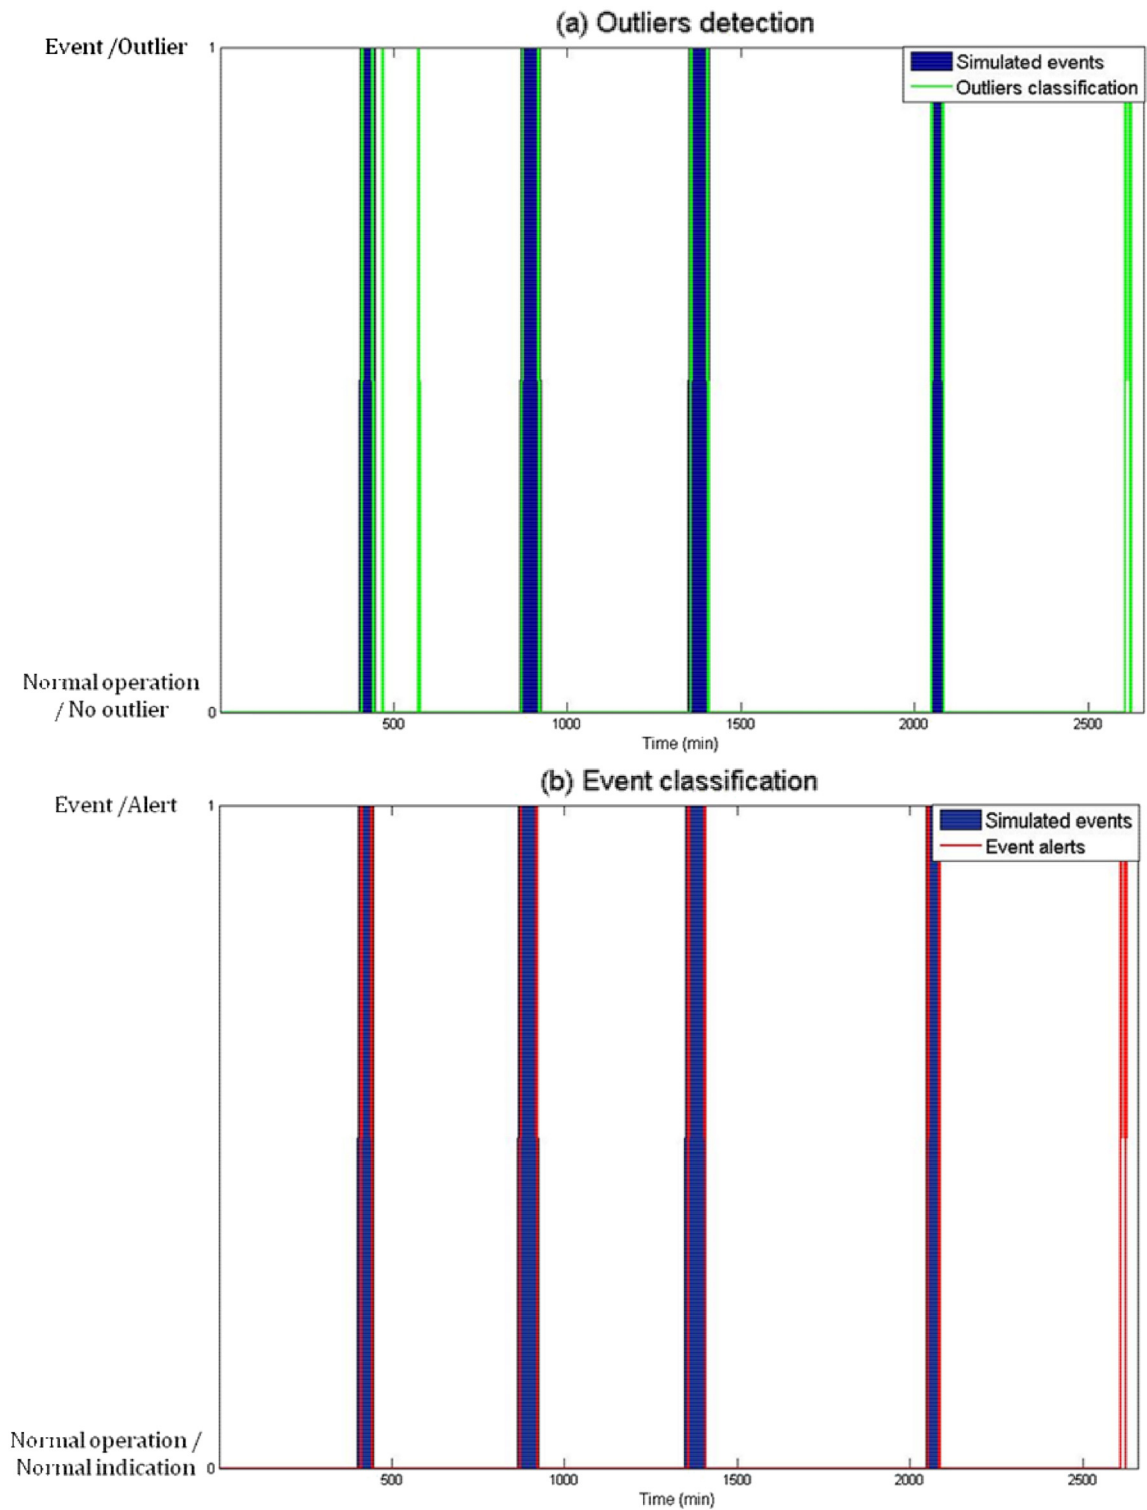 (a) Outliers detection
Event /Outlier
1
Simulated events
Outliers classification
Normal operation
/ No outlier
0
500 1000 1500 2000 2500
Time (min)
(b) Event classification
Event /Alert
1
Simulated events
Event alerts
Normal operation /
Normal indication
0
500 1000 1500 2000 2500
Time (min)